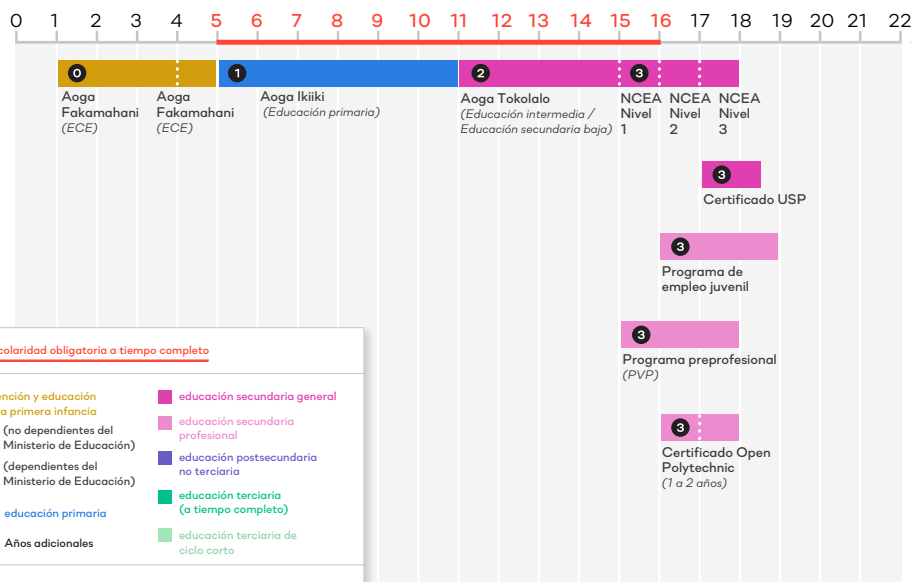 0 1 2 3 4 5 6 7 8 9 10 11 12 13 14 15 16 17 18 19 20 21 22
0 1 2 3
Aoga
Fakamahani
(ECE)
Aoga
Fakamahani
(ECE)
Aoga Ikiiki
(Educación primaria)
Aoga Tokolalo
(Educación intermedia /
Educación secundaria baja)
NCEA
Nivel
1
NCEA
Nivel
2
NCEA
Nivel
3
3
Certificado USP
3
Programa de
empleo juvenil
3
Programa preprofesional
(PVP)
3
Certificado Open
Polytechnic
(1 a 2 años)
colaridad obligatoria a tiempo completo
nción y educación
a primera infancia
(no dependientes del
Ministerio de Educación)
(dependientes del
Ministerio de Educación)
educación primaria
Años adicionales
educación secundaria general
educación secundaria
profesional
educación postsecundaria
no terciaria
educación terciaria
(a tiempo completo)
educación terciaria de
ciclo corto